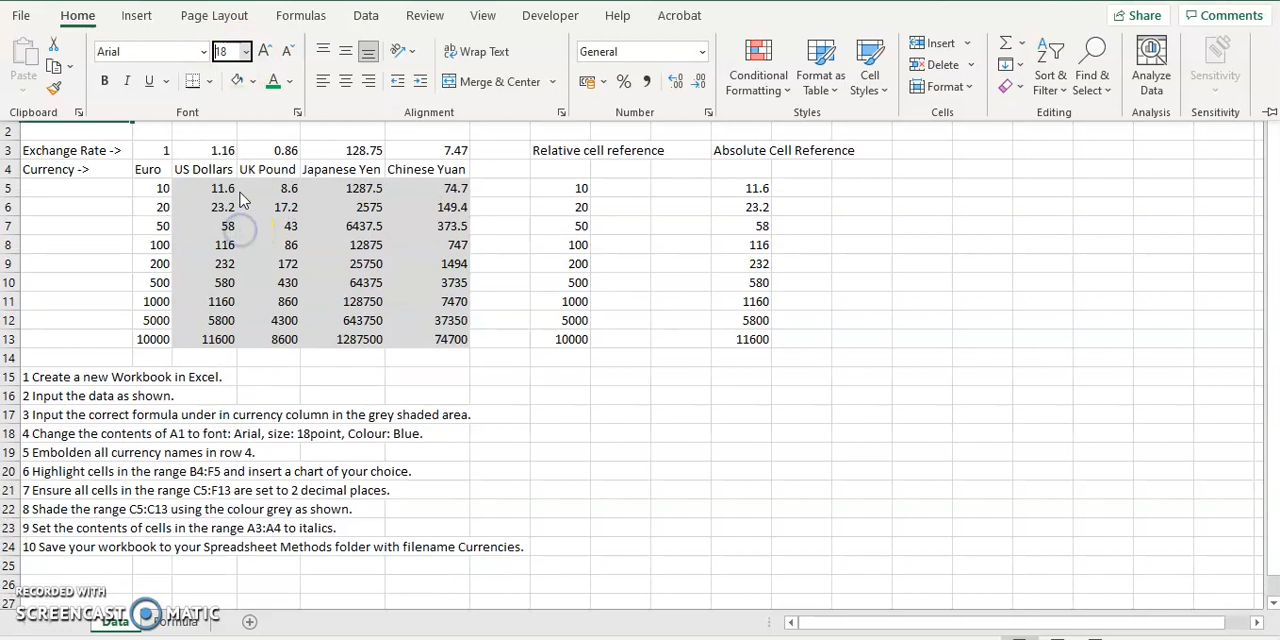 File Home Insert Page Layout Formulas Data Review View Developer Help Acrobat Share Comments
Arial 18 Wrap Text General Insert
Paste B I U Merge & Center Conditional Formatting Format as Table Cell Styles Delete Format Sort & Filter Find & Select Analyze Data Sensitivity
Clipboard Font Alignment Number Styles Cells Editing Analysis Sensitivity
2
3 Exchange Rate -> 1 1.16 0.86 128.75 7.47 Relative cell reference Absolute Cell Reference
4 Currency -> Euro US Dollars UK Pound Japanese Yen Chinese Yuan
5 10 11.6 8.6 1287.5 74.7 10 11.6
6 20 23.2 17.2 2575 149.4 20 23.2
7 50 58 43 6437.5 373.5 50 58
8 100 116 86 12875 747 100 116
9 200 232 172 25750 1494 200 232
10 500 580 430 64375 3735 500 580
11 1000 1160 860 128750 7470 1000 1160
12 5000 5800 4300 643750 37350 5000 5800
13 10000 11600 8600 1287500 74700 10000 11600
14
15 1 Create a new Workbook in Excel.
16 2 Input the data as shown.
17 3 Input the correct formula under in currency column in the grey shaded area.
18 4 Change the contents of A1 to font: Arial, size: 18point, Colour: Blue.
19 5 Embolden all currency names in row 4.
20 6 Highlight cells in the range B4:F5 and insert a chart of your choice.
21 7 Ensure all cells in the range C5:F13 are set to 2 decimal places.
22 8 Shade the range C5:C13 using the colour grey as shown.
23 9 Set the contents of cells in the range A3:A4 to italics.
24 10 Save your workbook to your Spreadsheet Methods folder with filename Currencies.
25
26
27
RECORDED WITH
SCREENCAST MATIC
Data Formula